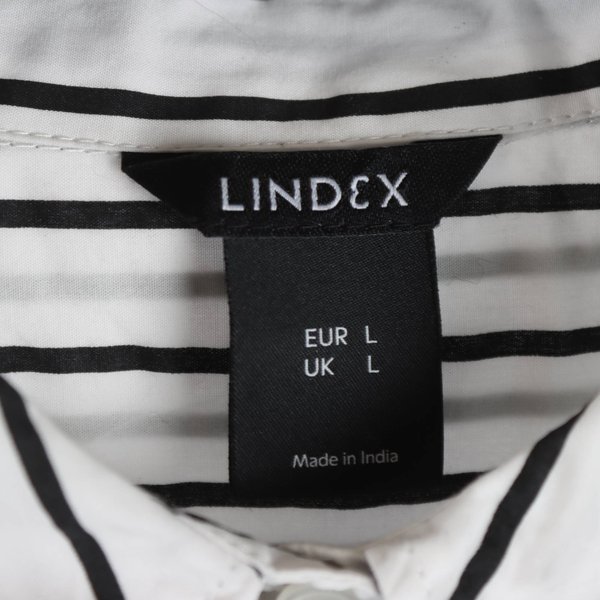 LINDEX
EUR L
UK L
Made in India